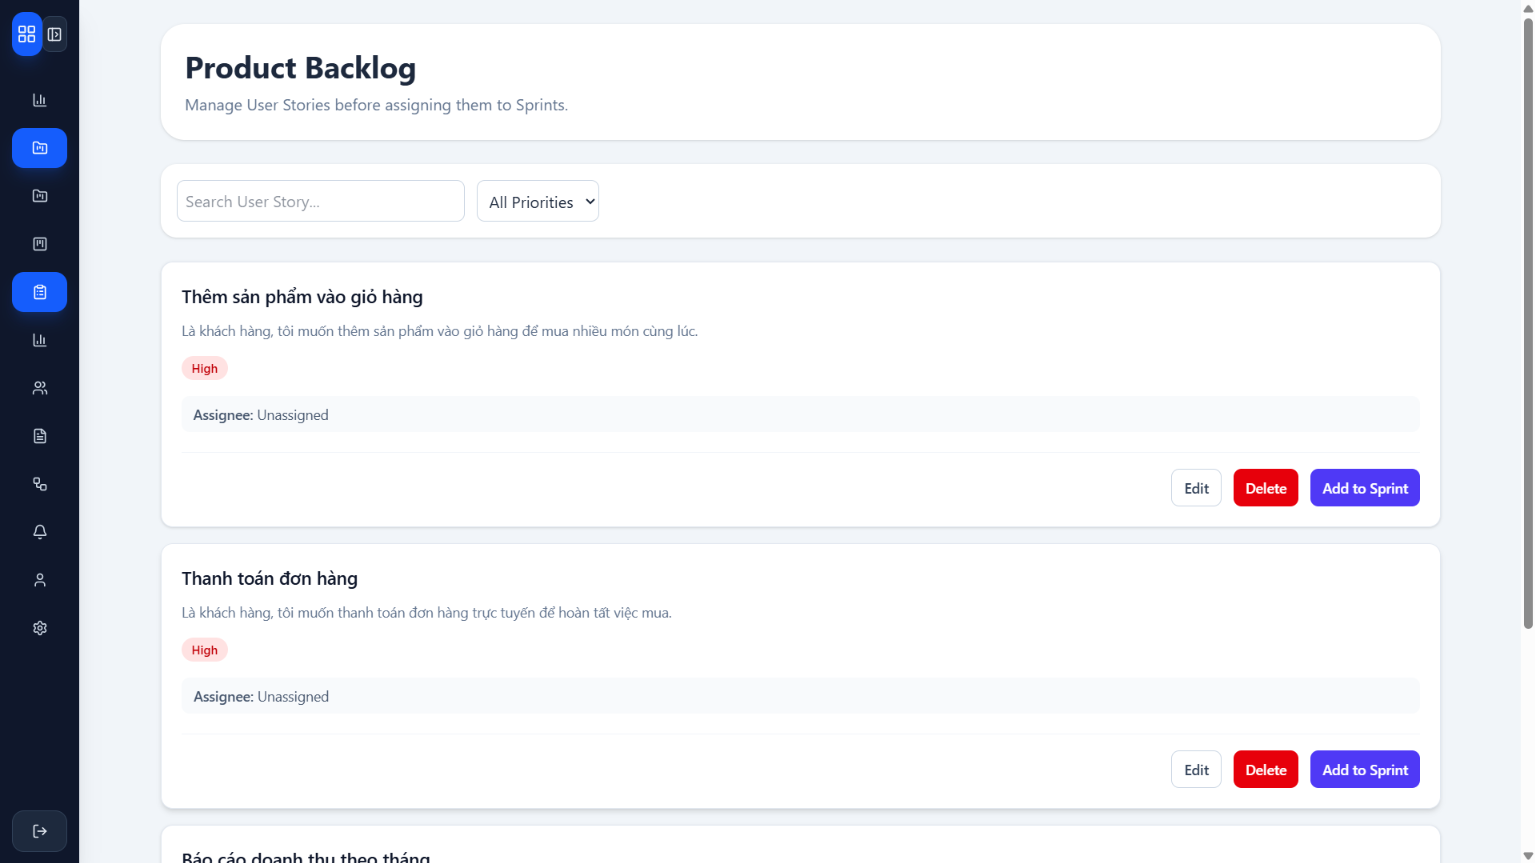 Product Backlog
Manage User Stories before assigning them to Sprints.
Search User Story...
All Priorities
Thêm sản phẩm vào giỏ hàng
Là khách hàng, tôi muốn thêm sản phẩm vào giỏ hàng để mua nhiều món cùng lúc.
High
Assignee: Unassigned
Edit
Delete
Add to Sprint
Thanh toán đơn hàng
Là khách hàng, tôi muốn thanh toán đơn hàng trực tuyến để hoàn tất việc mua.
High
Assignee: Unassigned
Edit
Delete
Add to Sprint
Báo cáo doanh thu theo tháng